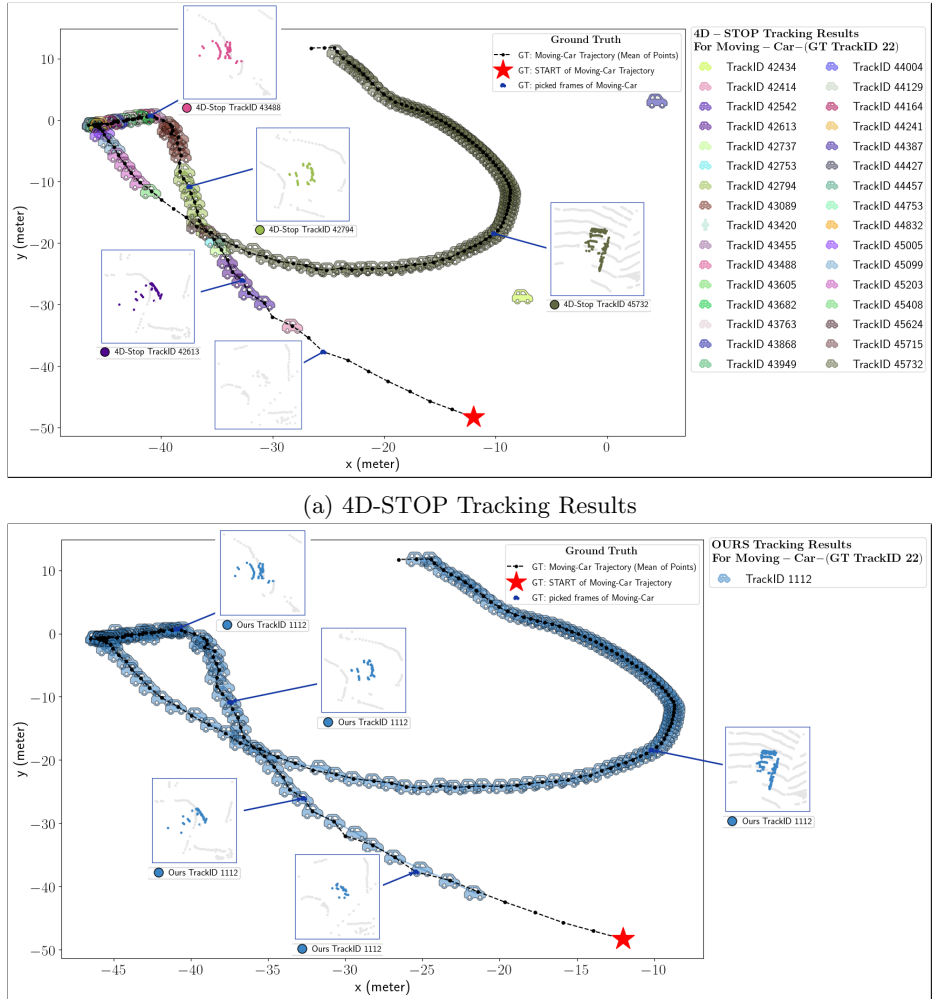 Ground Truth
GT: Moving-Car Trajectory (Mean of Points)
GT: START of Moving-Car Trajectory
GT: picked frames of Moving-Car
4D − STOP Tracking Results
For Moving − Car−(GT TrackID 22)
TrackID 42434
TrackID 42414
TrackID 42542
TrackID 42613
TrackID 42737
TrackID 42753
TrackID 42794
TrackID 43089
TrackID 43420
TrackID 43455
TrackID 43488
TrackID 43605
TrackID 43682
TrackID 43763
TrackID 43868
TrackID 43949
TrackID 44004
TrackID 44129
TrackID 44164
TrackID 44241
TrackID 44387
TrackID 44427
TrackID 44457
TrackID 44753
TrackID 44832
TrackID 45005
TrackID 45099
TrackID 45203
TrackID 45408
TrackID 45624
TrackID 45715
TrackID 45732
4D-Stop TrackID 43488
4D-Stop TrackID 42794
4D-Stop TrackID 45732
4D-Stop TrackID 42613
y (meter)
10
0
−10
−20
−30
−40
−50
−40
−30
−20
−10
0
x (meter)
(a) 4D-STOP Tracking Results
Ground Truth
GT: Moving-Car Trajectory (Mean of Points)
GT: START of Moving-Car Trajectory
GT: picked frames of Moving-Car
OURS Tracking Results
For Moving − Car−(GT TrackID 22)
TrackID 1112
Ours TrackID 1112
Ours TrackID 1112
Ours TrackID 1112
Ours TrackID 1112
Ours TrackID 1112
y (meter)
10
0
−10
−20
−30
−40
−50
−45
−40
−35
−30
−25
−20
−15
−10
x (meter)